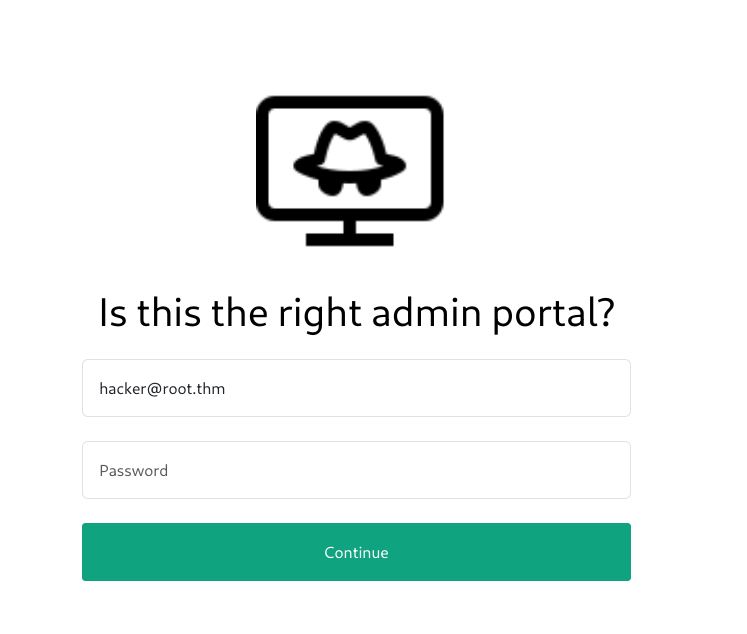 Is this the right admin portal?
hacker@root.thm
Password
Continue